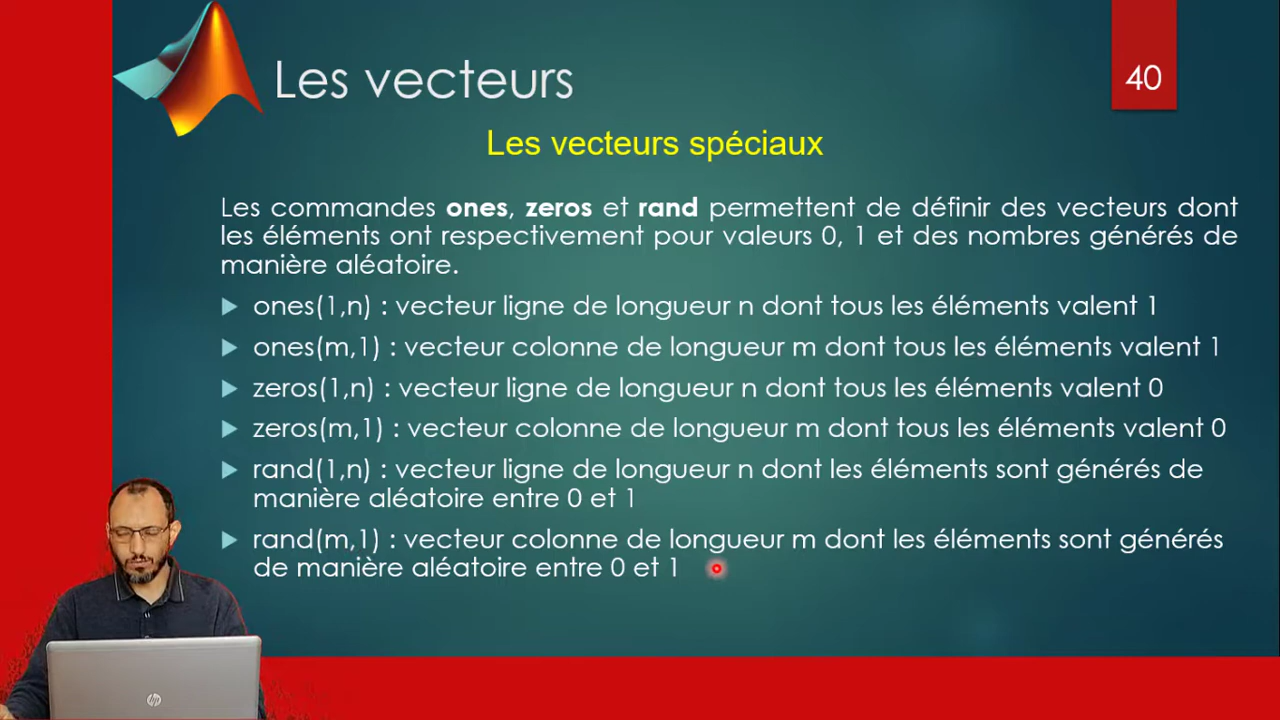 Les vecteurs
40
Les vecteurs spéciaux
Les commandes ones, zeros et rand permettent de définir des vecteurs dont
les éléments ont respectivement pour valeurs 0, 1 et des nombres générés de
manière aléatoire.
ones(1,n) : vecteur ligne de longueur n dont tous les éléments valent 1
ones(m,1) : vecteur colonne de longueur m dont tous les éléments valent 1
zeros(1,n) : vecteur ligne de longueur n dont tous les éléments valent 0
zeros(m,1) : vecteur colonne de longueur m dont tous les éléments valent 0
rand(1,n) : vecteur ligne de longueur n dont les éléments sont générés de
manière aléatoire entre 0 et 1
rand(m,1) : vecteur colonne de longueur m dont les éléments sont générés
de manière aléatoire entre 0 et 1
hp